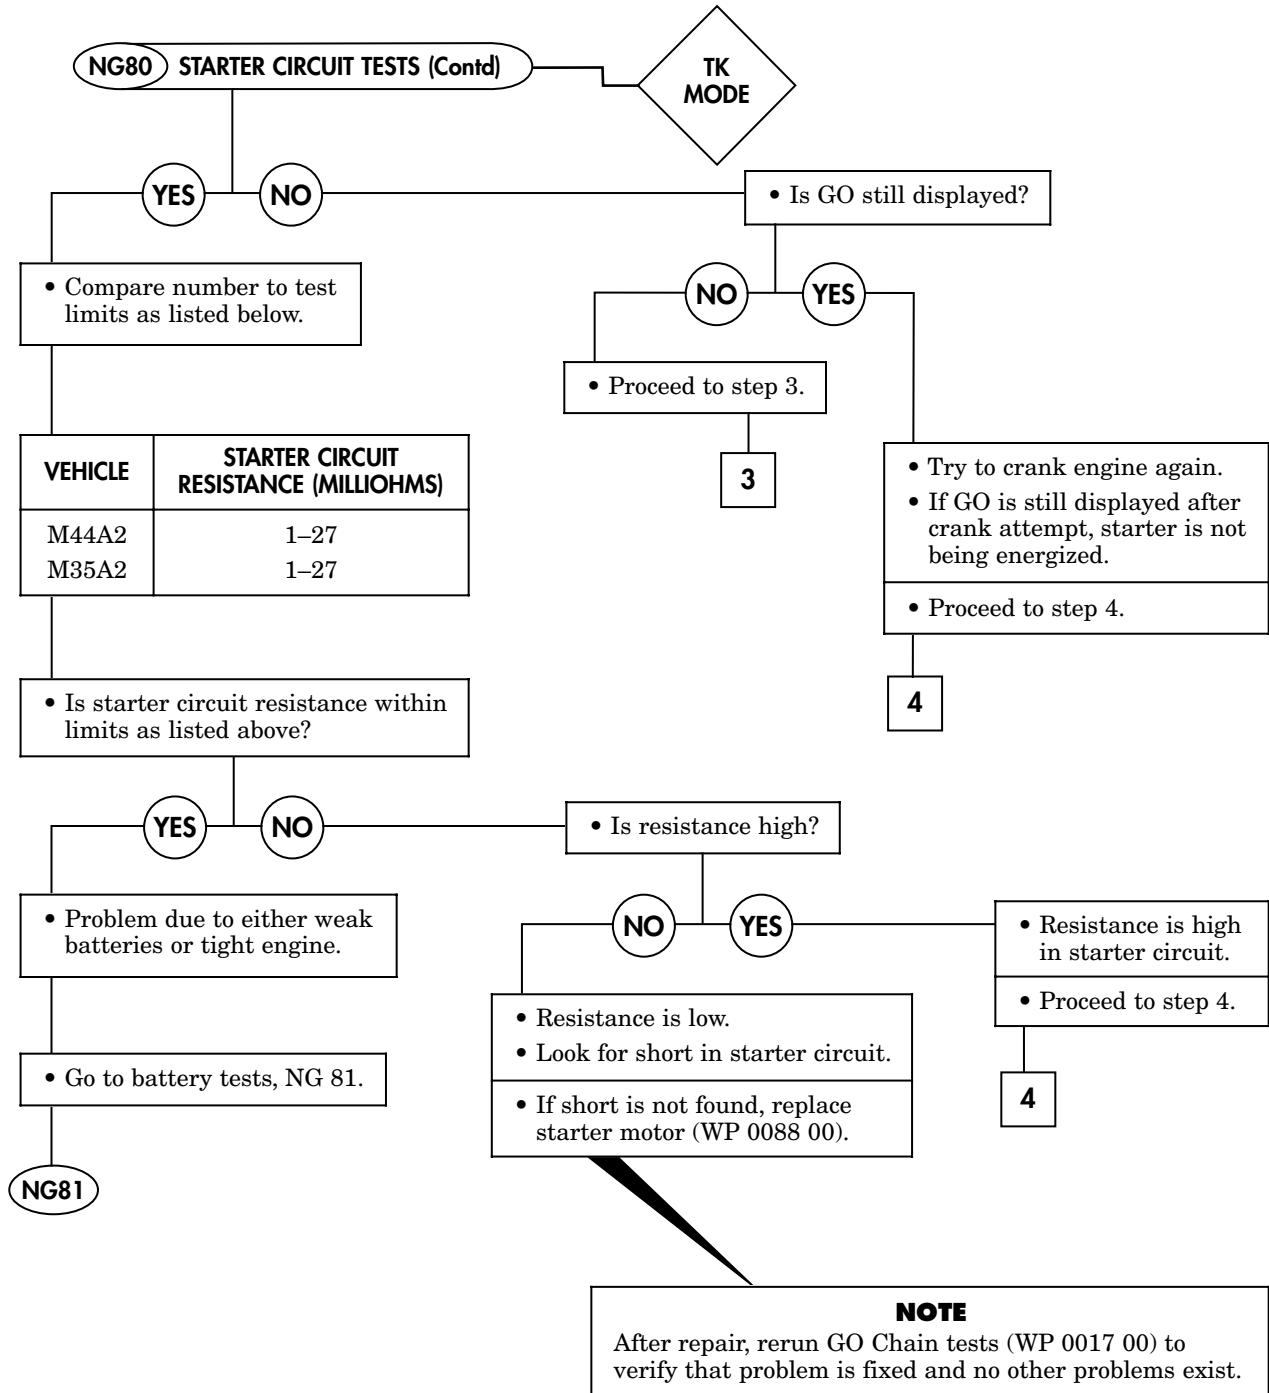 NG80 STARTER CIRCUIT TESTS (Contd)
TK
MODE
YES
NO
• Is GO still displayed?
• Compare number to test
limits as listed below.
NO
YES
• Proceed to step 3.
3
• Try to crank engine again.
• If GO is still displayed after
crank attempt, starter is not
being energized.
• Proceed to step 4.
4
VEHICLE STARTER CIRCUIT
RESISTANCE (MILLIOHMS)
M44A2 1–27
M35A2 1–27
• Is starter circuit resistance within
limits as listed above?
YES
NO
• Is resistance high?
• Problem due to either weak
batteries or tight engine.
• Go to battery tests, NG 81.
NG81
NO
YES
• Resistance is low.
• Look for short in starter circuit.
• If short is not found, replace
starter motor (WP 0088 00).
• Resistance is high
in starter circuit.
• Proceed to step 4.
4
NOTE
After repair, rerun GO Chain tests (WP 0017 00) to
verify that problem is fixed and no other problems exist.